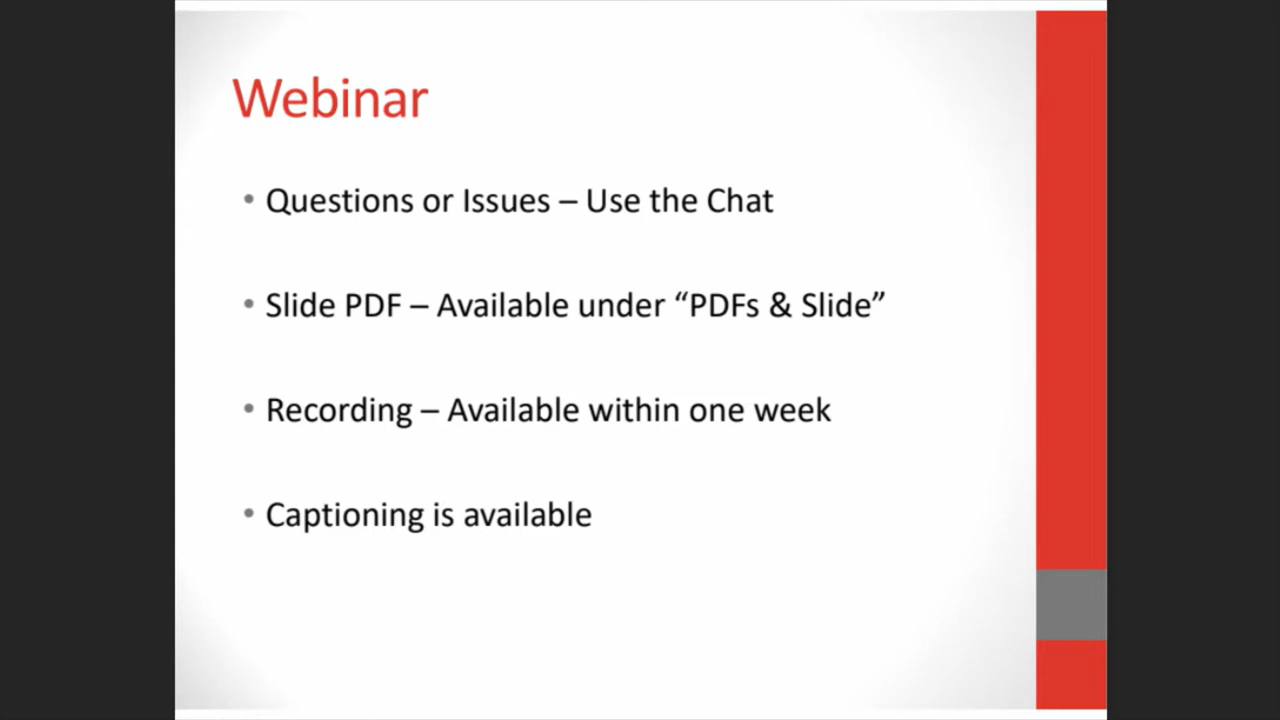 Webinar
• Questions or Issues – Use the Chat
• Slide PDF – Available under “PDFs & Slide”
• Recording – Available within one week
• Captioning is available